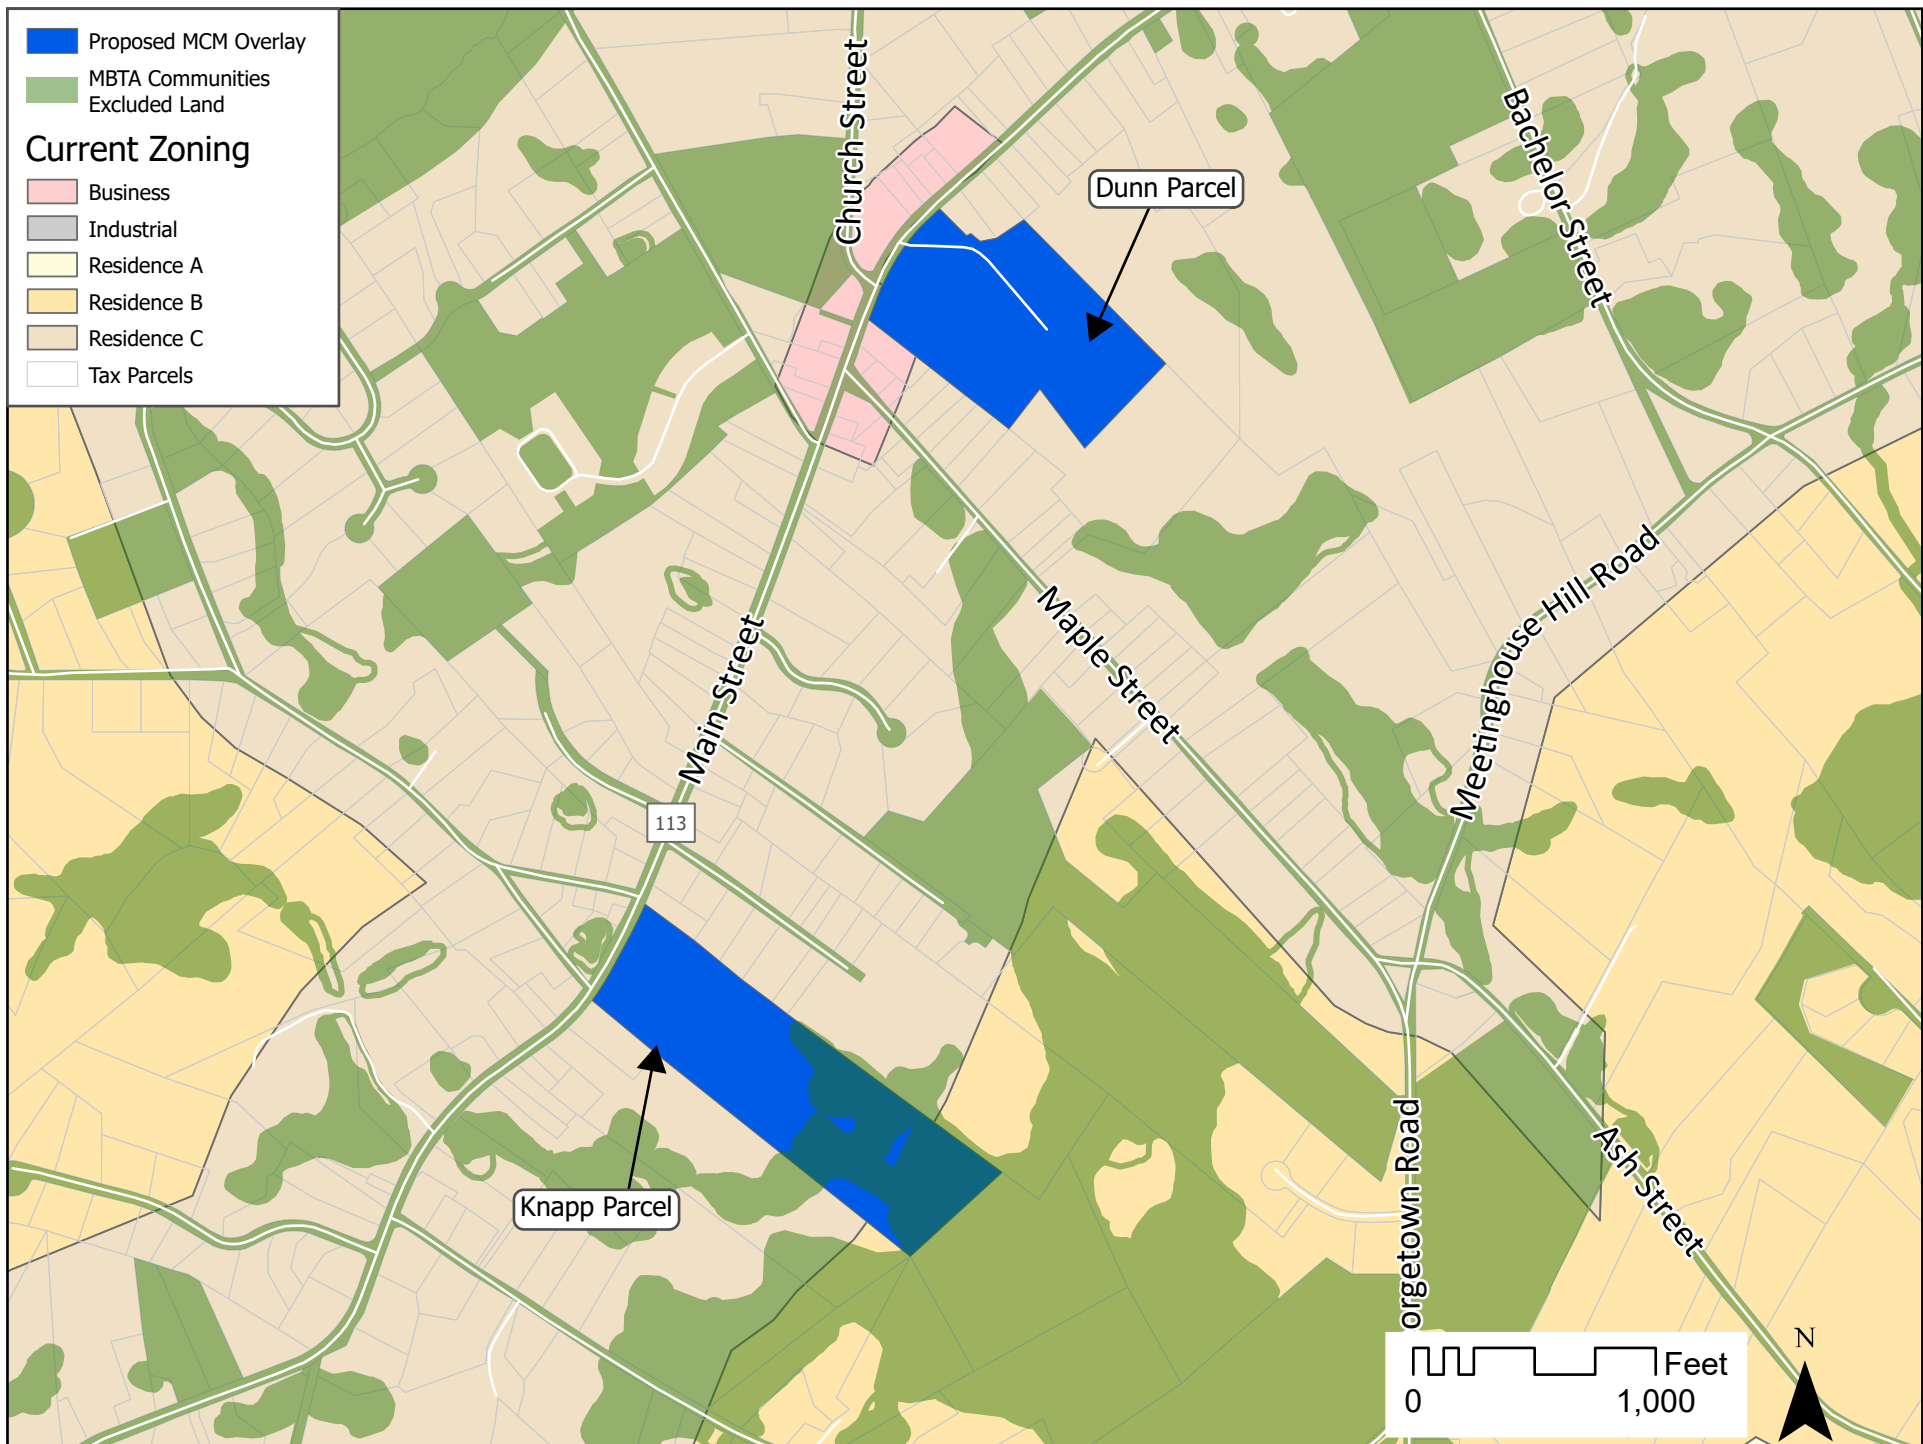 Proposed MCM Overlay
MBTA Communities
Excluded Land
Current Zoning
Business
Industrial
Residence A
Residence B
Residence C
Tax Parcels
Church Street
Dunn Parcel
Bachelor Street
Meetinghouse Hill Road
Maple Street
Main Street
113
Knapp Parcel
orgetown Road
Ash Street
N
Feet
0
1,000